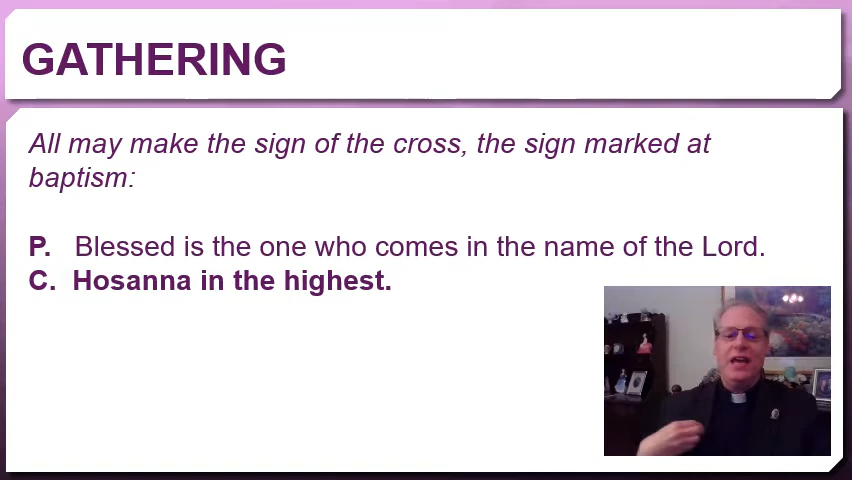 GATHERING
All may make the sign of the cross, the sign marked at
baptism:
P. Blessed is the one who comes in the name of the Lord.
C. Hosanna in the highest.